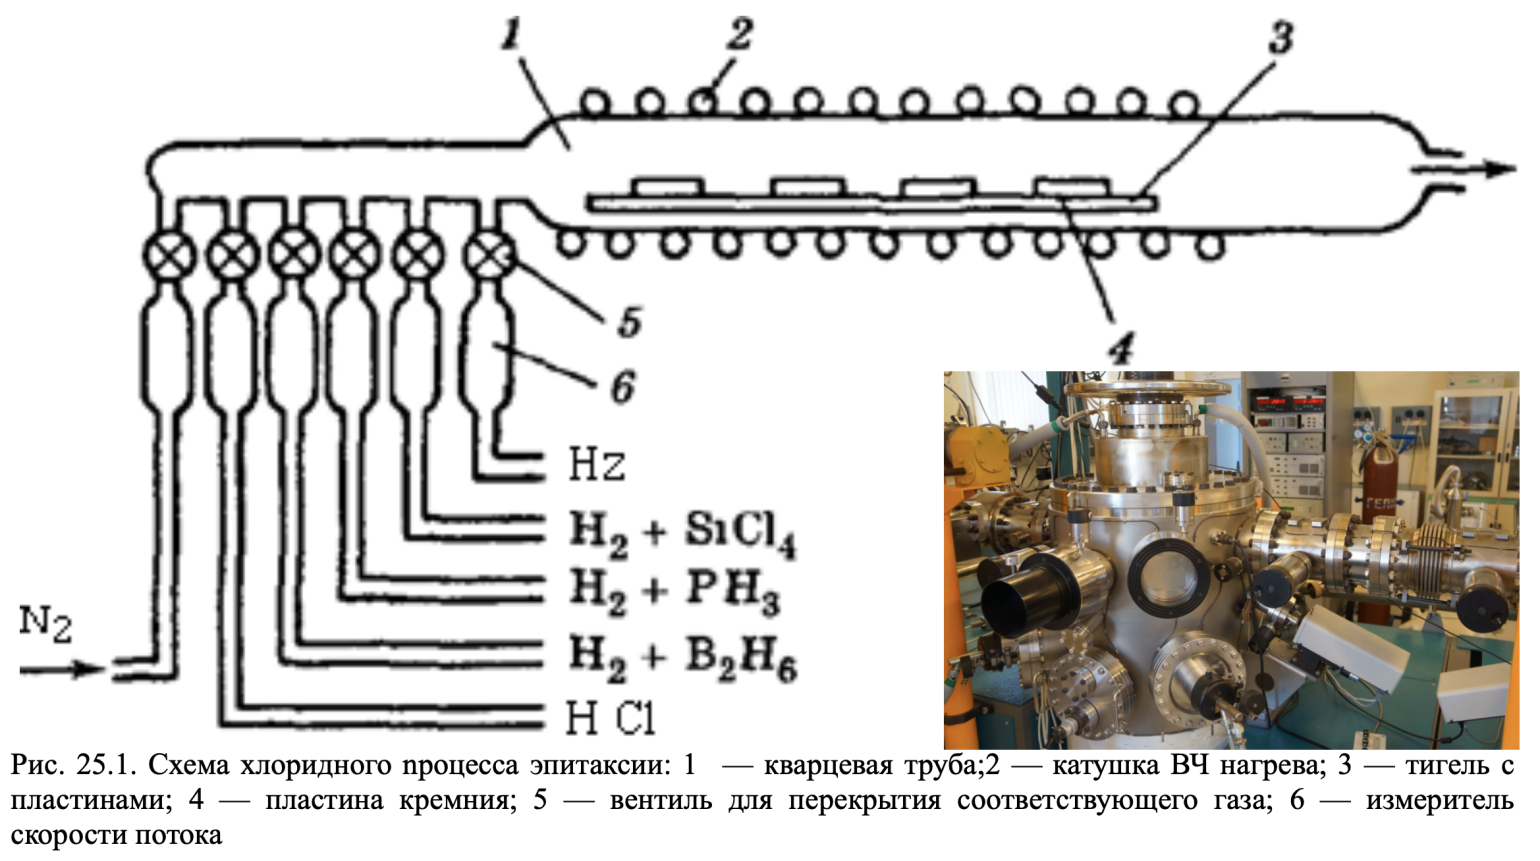 1
2
3
4
5
6
Hz
H₂ + SiCl₄
H₂ + PH₃
N₂
H₂ + B₂H₆
H Cl
ГЕЛИ
Рис. 25.1. Схема хлоридного процесса эпитаксии: 1 — кварцевая труба;2 — катушка ВЧ нагрева; 3 — тигель с
пластинами; 4 — пластина кремния; 5 — вентиль для перекрытия соответствующего газа; 6 — измеритель
скорости потока